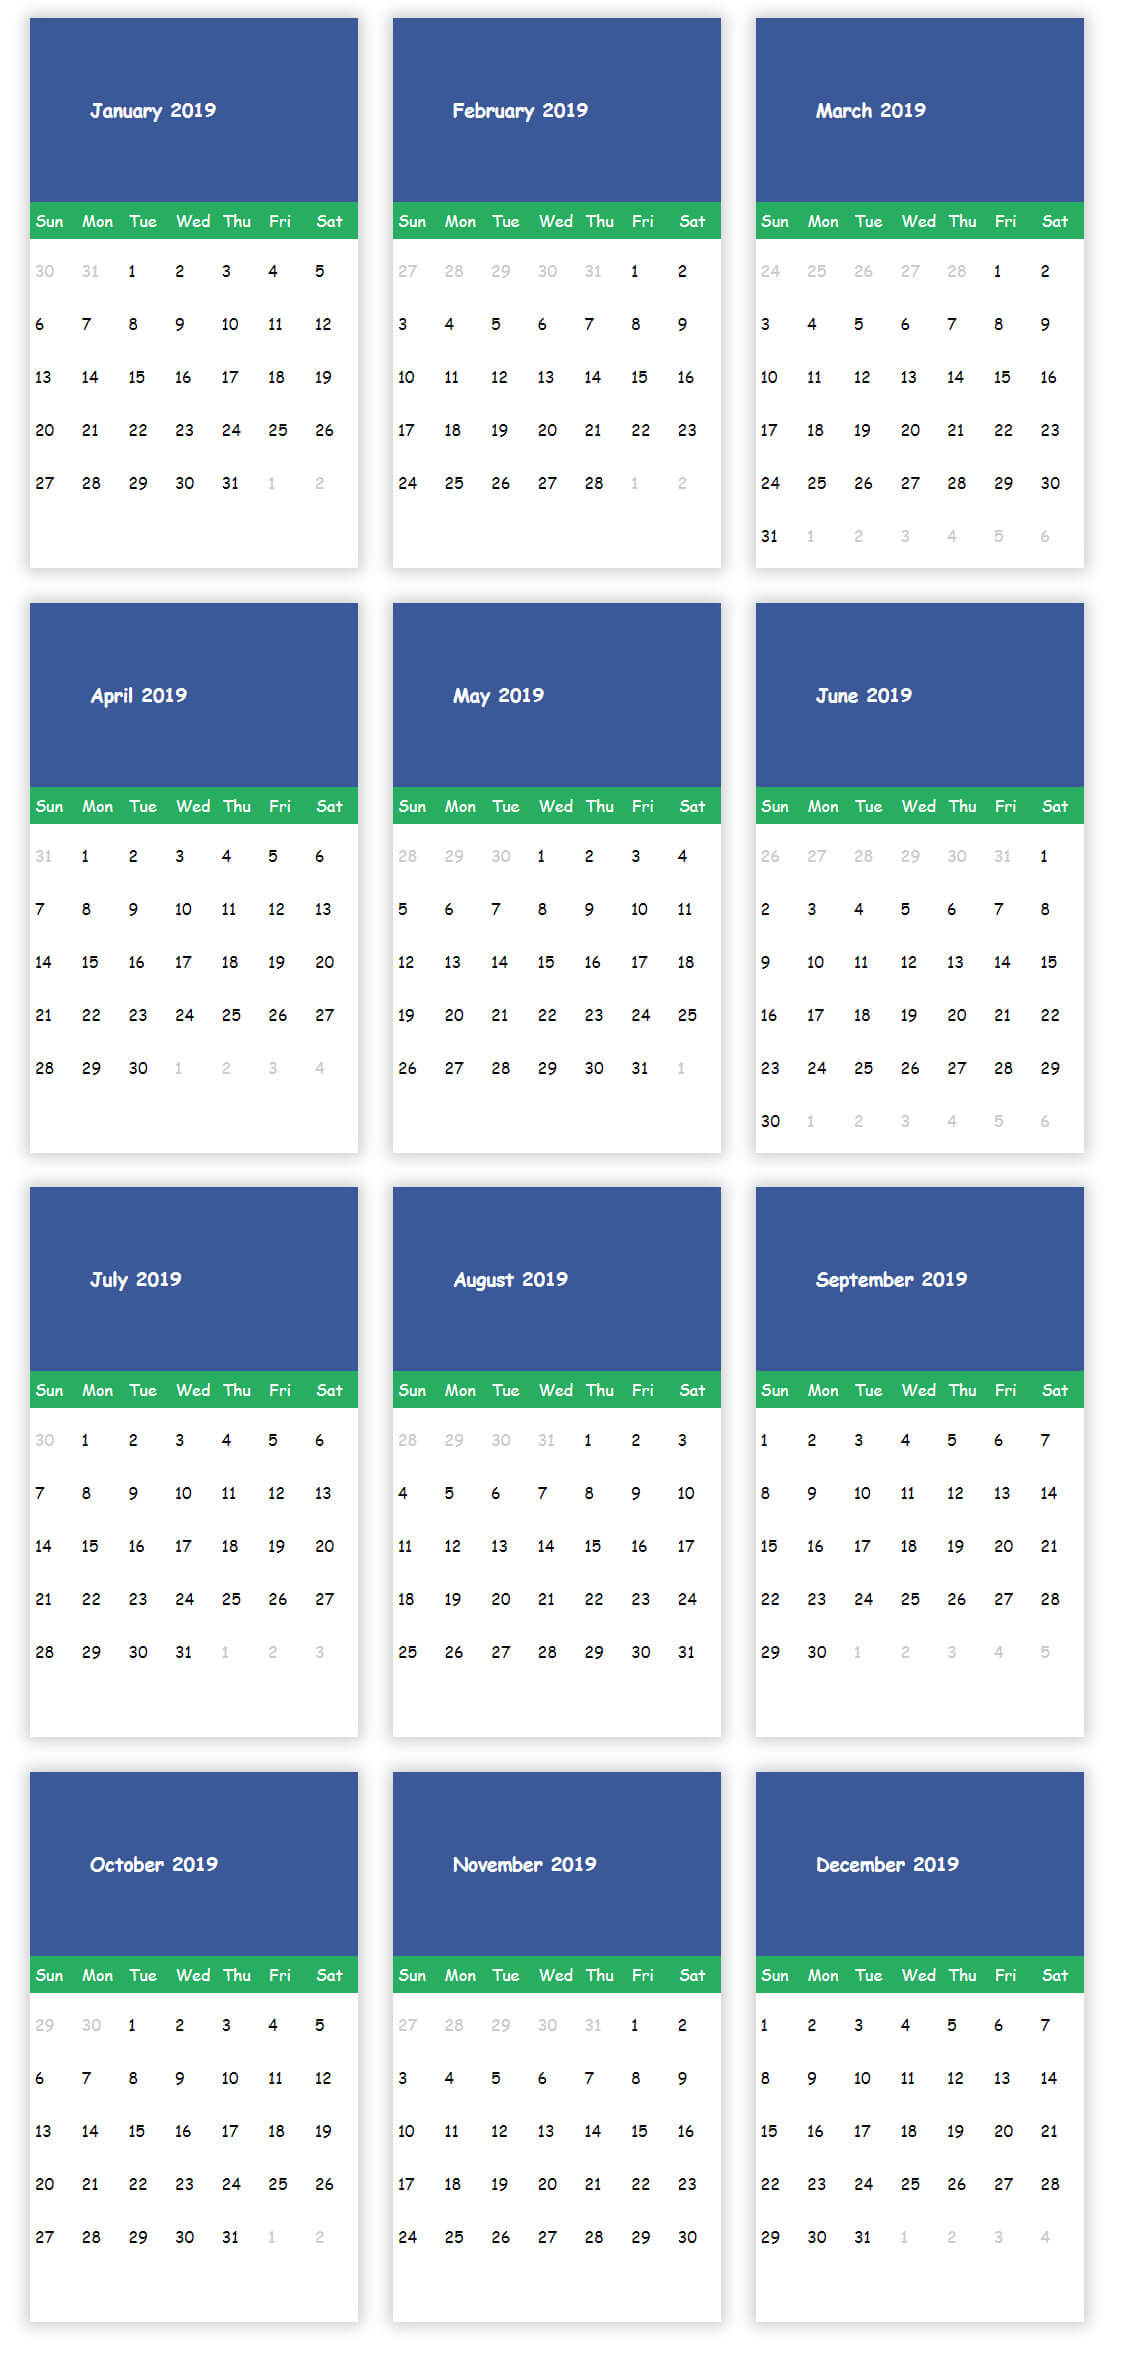 January 2019
Sun Mon Tue Wed Thu Fri Sat
30 31 1 2 3 4 5
6 7 8 9 10 11 12
13 14 15 16 17 18 19
20 21 22 23 24 25 26
27 28 29 30 31 1 2
February 2019
Sun Mon Tue Wed Thu Fri Sat
27 28 29 30 31 1 2
3 4 5 6 7 8 9
10 11 12 13 14 15 16
17 18 19 20 21 22 23
24 25 26 27 28 1 2
March 2019
Sun Mon Tue Wed Thu Fri Sat
24 25 26 27 28 1 2
3 4 5 6 7 8 9
10 11 12 13 14 15 16
17 18 19 20 21 22 23
24 25 26 27 28 29 30
31 1 2 3 4 5 6
April 2019
Sun Mon Tue Wed Thu Fri Sat
31 1 2 3 4 5 6
7 8 9 10 11 12 13
14 15 16 17 18 19 20
21 22 23 24 25 26 27
28 29 30 1 2 3 4
May 2019
Sun Mon Tue Wed Thu Fri Sat
28 29 30 1 2 3 4
5 6 7 8 9 10 11
12 13 14 15 16 17 18
19 20 21 22 23 24 25
26 27 28 29 30 31 1
June 2019
Sun Mon Tue Wed Thu Fri Sat
26 27 28 29 30 31 1
2 3 4 5 6 7 8
9 10 11 12 13 14 15
16 17 18 19 20 21 22
23 24 25 26 27 28 29
30 1 2 3 4 5 6
July 2019
Sun Mon Tue Wed Thu Fri Sat
30 1 2 3 4 5 6
7 8 9 10 11 12 13
14 15 16 17 18 19 20
21 22 23 24 25 26 27
28 29 30 31 1 2 3
August 2019
Sun Mon Tue Wed Thu Fri Sat
28 29 30 31 1 2 3
4 5 6 7 8 9 10
11 12 13 14 15 16 17
18 19 20 21 22 23 24
25 26 27 28 29 30 31
September 2019
Sun Mon Tue Wed Thu Fri Sat
1 2 3 4 5 6 7
8 9 10 11 12 13 14
15 16 17 18 19 20 21
22 23 24 25 26 27 28
29 30 1 2 3 4 5
October 2019
Sun Mon Tue Wed Thu Fri Sat
29 30 1 2 3 4 5
6 7 8 9 10 11 12
13 14 15 16 17 18 19
20 21 22 23 24 25 26
27 28 29 30 31 1 2
November 2019
Sun Mon Tue Wed Thu Fri Sat
27 28 29 30 31 1 2
3 4 5 6 7 8 9
10 11 12 13 14 15 16
17 18 19 20 21 22 23
24 25 26 27 28 29 30
December 2019
Sun Mon Tue Wed Thu Fri Sat
1 2 3 4 5 6 7
8 9 10 11 12 13 14
15 16 17 18 19 20 21
22 23 24 25 26 27 28
29 30 31 1 2 3 4